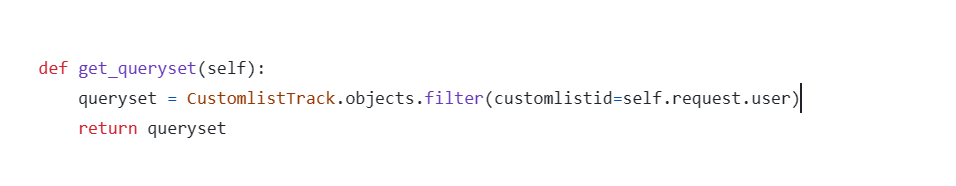 def get_queryset(self):
    queryset = CustomlistTrack.objects.filter(customlistid=self.request.user)
    return queryset